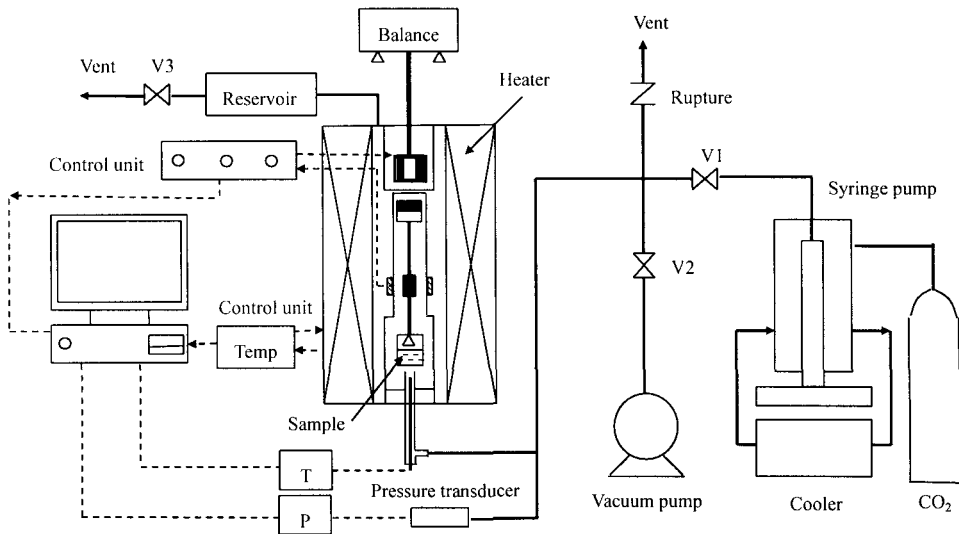 Balance
Vent
Vent
V3
Reservoir
Heater
Rupture
Control unit
V1
Syringe pump
V2
Control unit
Temp
Sample
T
Pressure transducer
P
Vacuum pump
Cooler
CO₂